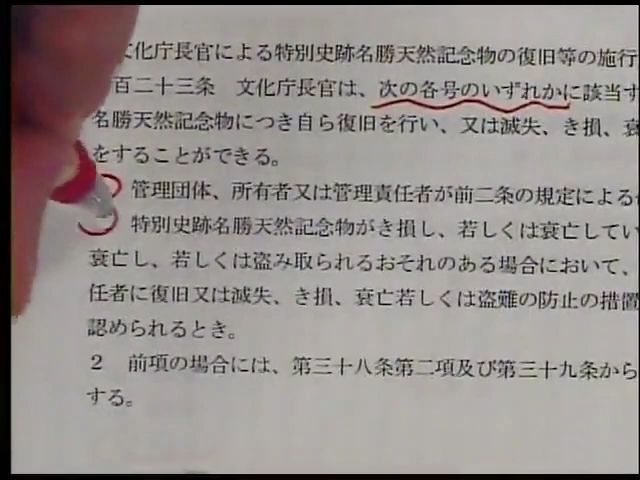 文化庁長官による特別史跡名勝天然記念物の復旧等の施行
百二十三条　文化庁長官は、次の各号のいずれかに該当す
名勝天然記念物につき自ら復旧を行い、又は滅失、き損、衰
をすることができる。
管理団体、所有者又は管理責任者が前二条の規定による
特別史跡名勝天然記念物がき損し、若しくは衰亡してい
衰亡し、若しくは盗み取られるおそれのある場合において、
任者に復旧又は滅失、き損、衰亡若しくは盗難の防止の措置
認められるとき。
２　前項の場合には、第三十八条第二項及び第三十九条から
する。